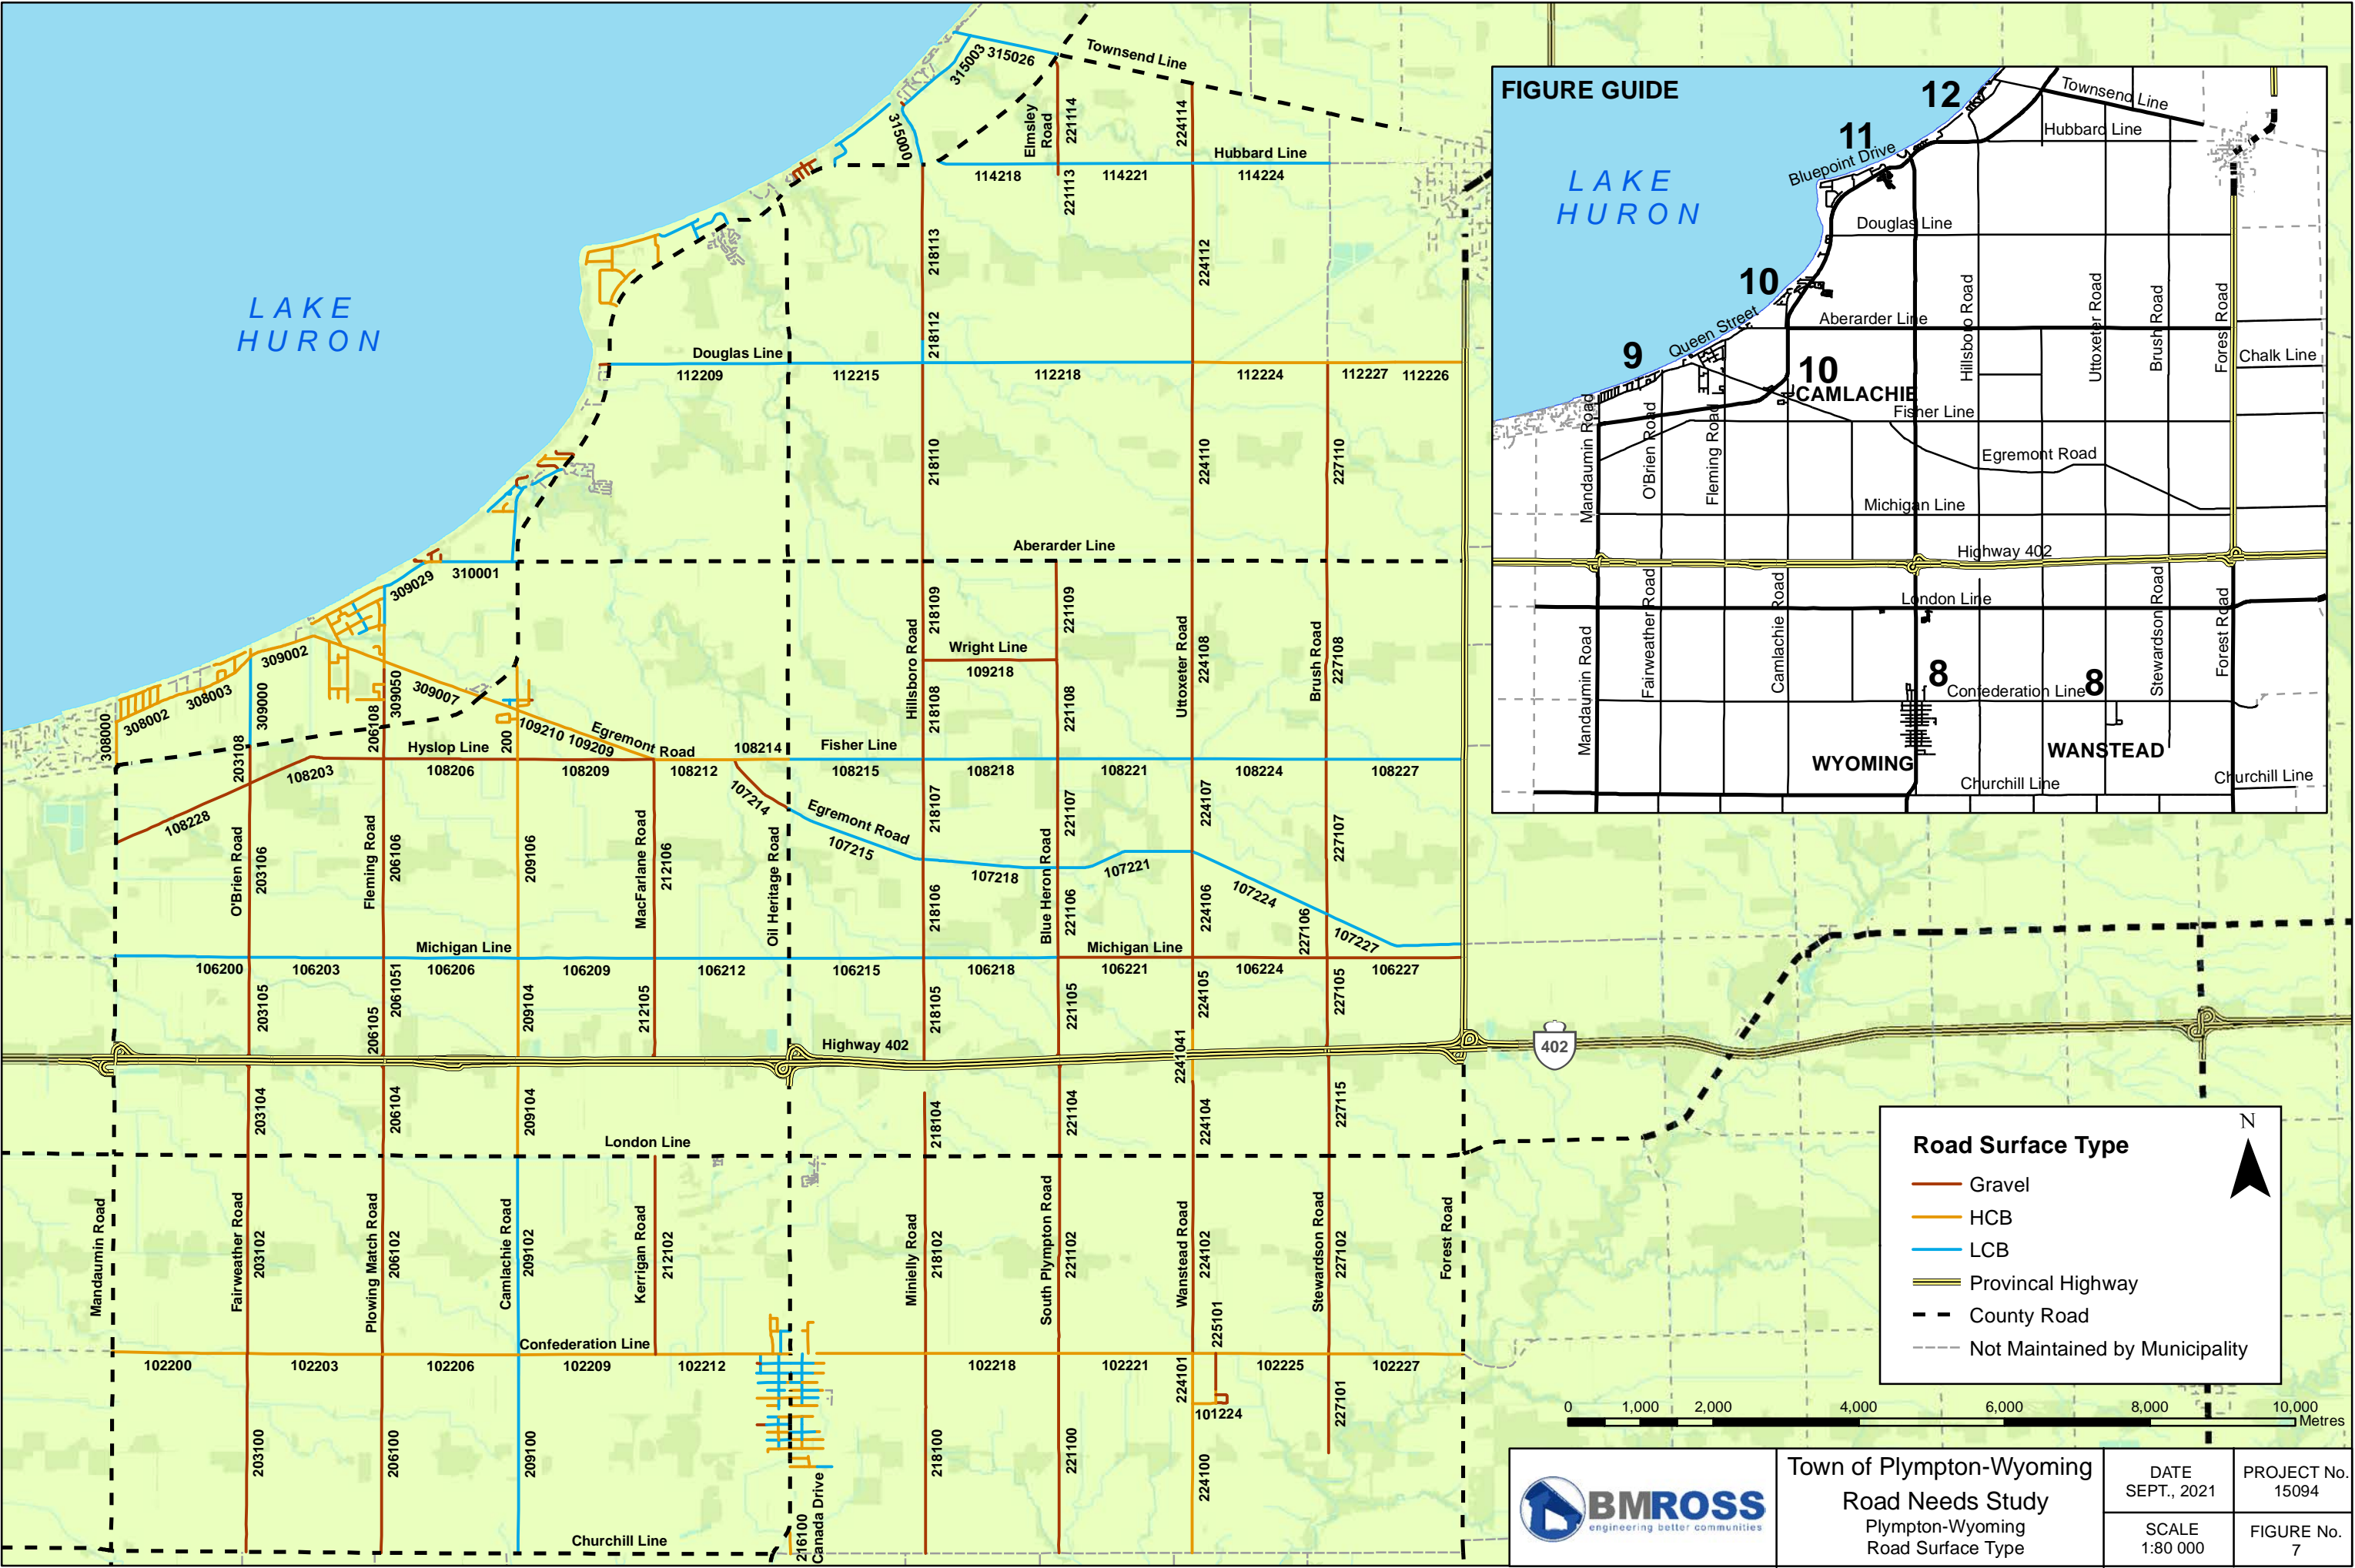 LAKE
HURON
315003
315026
Townsend Line
Elmsley
Road
221114
224114
315000
Hubbard Line
114218
221113
114221
114224
218113
224112
218112
Douglas Line
112209
112215
112218
112224
112227
112226
218110
224110
227110
Aberarder Line
309029
310001
218109
221109
Hillsboro Road
Wright Line
109218
Uttoxeter Road
224108
Brush Road
227108
309002
308003
308002
308000
309000
309050
309007
206108
203108
218108
221108
200
109210
109209
Egmont Road
Hyslop Line
108214
Fisher Line
108203
108206
108209
108212
108215
108218
108221
108224
108227
108228
107214
218107
221107
224107
227107
Egremont Road
107215
107218
107221
107224
107227
O'Brien Road
203106
Fleming Road
206106
209106
MacFarlane Road
212106
Oil Heritage Road
218106
Blue Heron Road
221106
224106
227106
Michigan Line
Michigan Line
106200
106203
106206
106209
106212
106215
106218
106221
106224
106227
203105
206105
2061051
209104
212105
218105
221105
224105
227105
Highway 402
2241041
402
203104
206104
209104
218104
221104
224104
227115
London Line
Mandaumin Road
Fairweather Road
203102
Plowing Match Road
206102
Camlachie Road
209102
Kerrigan Road
212102
Minielly Road
218102
South Plympton Road
221102
Wanstead Road
224102
225101
Stewardson Road
227102
Forest Road
Confederation Line
102200
102203
102206
102209
102212
102218
102221
102225
102227
224101
101224
227101
203100
206100
209100
218100
221100
224100
216100
Canada Drive
Churchill Line
FIGURE GUIDE
LAKE
HURON
12
11
10
10
9
8
8
Townsend Line
Hubbard Line
Bluepoint Drive
Douglas Line
Queen Street
Aberarder Line
Hillsboro Road
Uttoxeter Road
Brush Road
Forest Road
Chalk Line
CAMLACHIE
Fisher Line
Mandaumin Road
O'Brien Road
Fleming Road
Egremont Road
Michigan Line
Highway 402
London Line
Mandaumin Road
Fairweather Road
Camlachie Road
Stewardson Road
Forest Road
Confederation Line
WYOMING
WANSTEAD
Churchill Line
Churchill Line
N
Road Surface Type
Gravel
HCB
LCB
Provincal Highway
County Road
Not Maintained by Municipality
0 1,000 2,000 4,000 6,000 8,000 10,000
Metres
BMROSS
engineering better communities
Town of Plympton-Wyoming
Road Needs Study
Plympton-Wyoming
Road Surface Type
DATE
SEPT., 2021
PROJECT No.
15094
SCALE
1:80 000
FIGURE No.
7